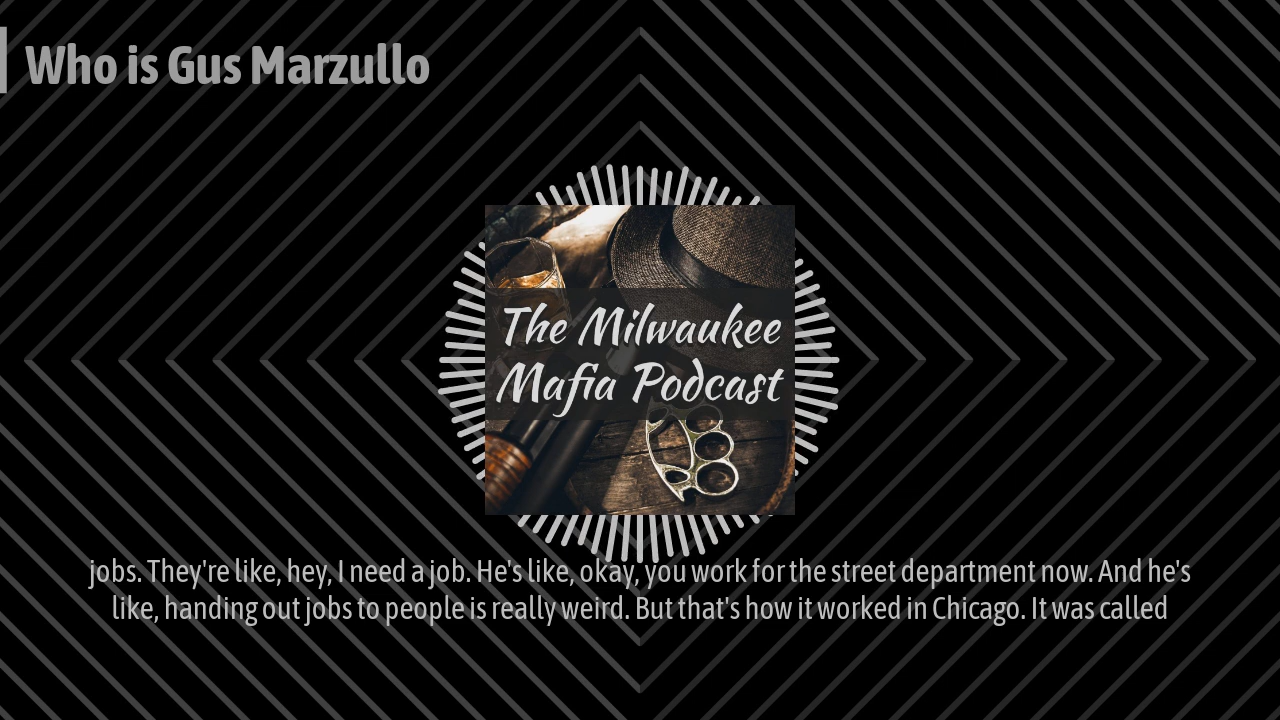 Who is Gus Marzullo
The Milwaukee
Mafia Podcast
jobs. They're like, hey, I need a job. He's like, okay, you work for the street department now. And he's
like, handing out jobs to people is really weird. But that's how it worked in Chicago. It was called